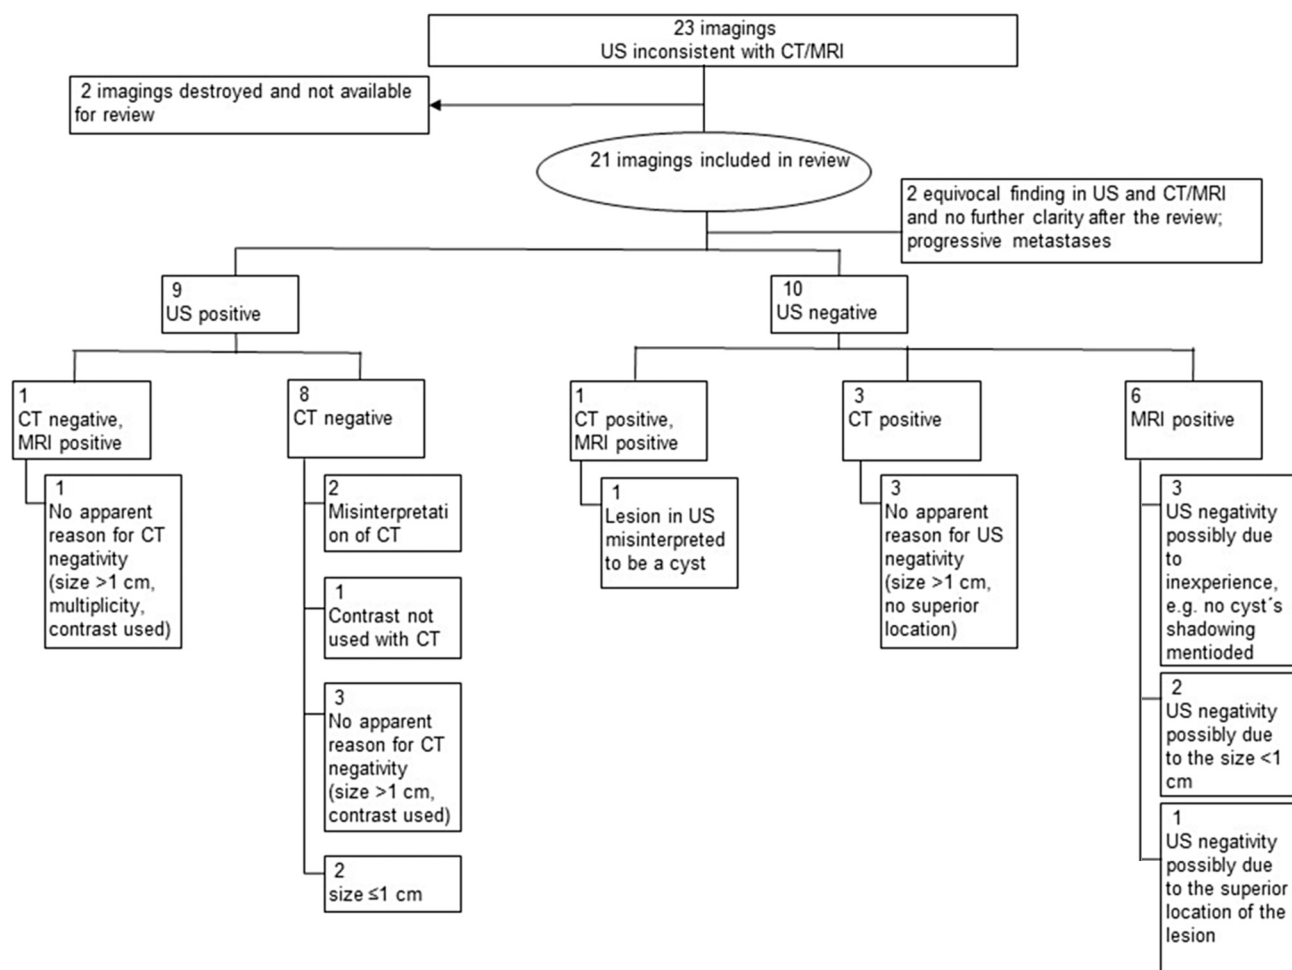 23 imagings
US inconsistent with CT/MRI
2 imagings destroyed and not available
for review
21 imagings included in review
2 equivocal finding in US and CT/MRI
and no further clarity after the review;
progressive metastases
9
US positive
10
US negative
1
CT negative,
MRI positive
8
CT negative
1
CT positive,
MRI positive
3
CT positive
6
MRI positive
1
No apparent
reason for CT
negativity
(size >1 cm,
multiplicity,
contrast used)
2
Misinterpretati
on of CT
1
Contrast not
used with CT
3
No apparent
reason for CT
negativity
(size >1 cm,
contrast used)
2
size ≤1 cm
1
Lesion in US
misinterpreted
to be a cyst
3
No apparent
reason for US
negativity
(size >1 cm,
no superior
location)
3
US negativity
possibly due
to
inexperience,
e.g. no cyst´s
shadowing
mentioded
2
US negativity
possibly due
to the size <1
cm
1
US negativity
possibly due
to the superior
location of the
lesion